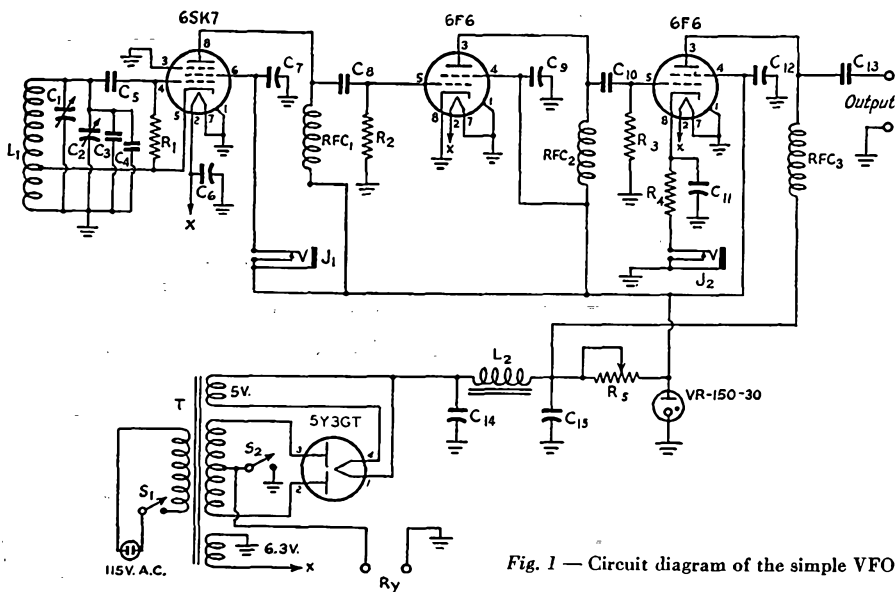 6SK7
6F6
6F6
8
3
4
6
5
2
7
1
C1
C5
C7
C8
L1
C2
C3
C4
R1
C6
X
RFC1
R2
3
5
4
8
2
7
1
X
C9
C10
RFC2
R3
3
5
4
8
2
7
1
X
C12
C13
Output
RFC3
R4
C11
V
J1
V
J2
L2
C14
C15
R5
VR-150-30
T
5V.
5Y3GT
3
4
2
1
S2
S1
6.3V.
X
115V. A.C.
Ry
Fig. 1 — Circuit diagram of the simple VFO